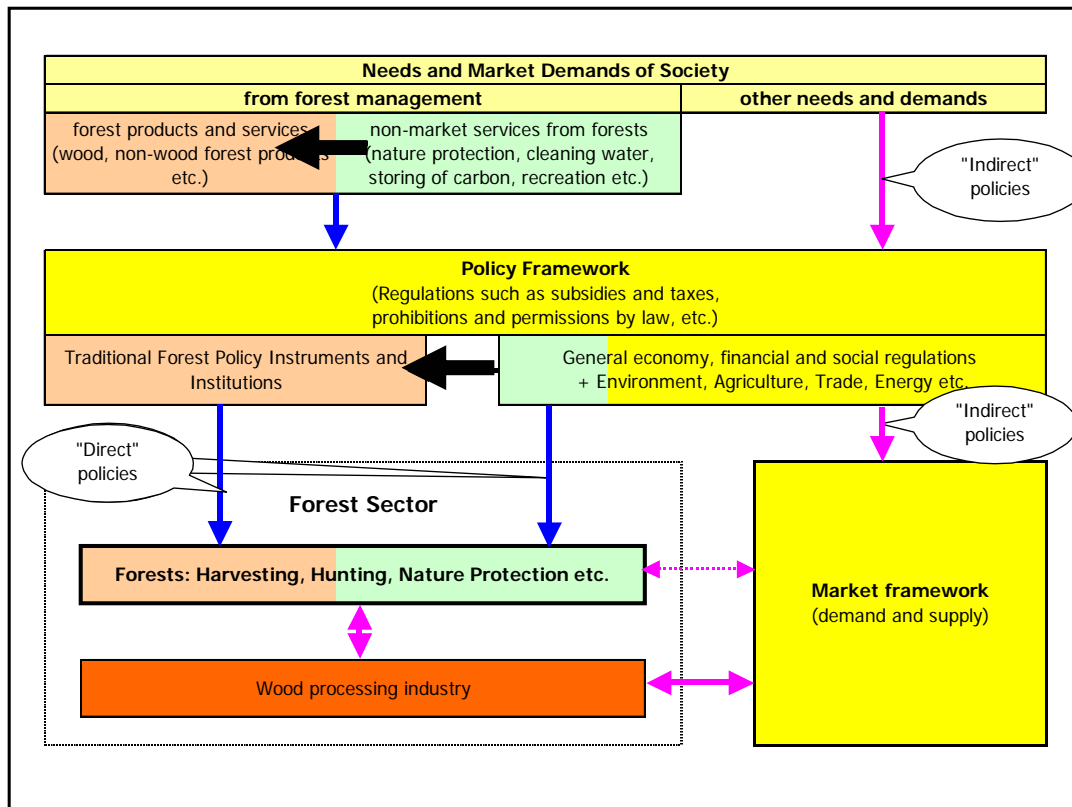 Needs and Market Demands of Society
from forest management
other needs and demands
forest products and services
(wood, non-wood forest products
etc.)
non-market services from forests
(nature protection, cleaning water,
storing of carbon, recreation etc.)
"Indirect"
policies
Policy Framework
(Regulations such as subsidies and taxes,
prohibitions and permissions by law, etc.)
Traditional Forest Policy Instruments and
Institutions
General economy, financial and social regulations
+ Environment, Agriculture, Trade, Energy etc.
"Indirect"
policies
"Direct"
policies
Forest Sector
Forests: Harvesting, Hunting, Nature Protection etc.
Market framework
(demand and supply)
Wood processing industry